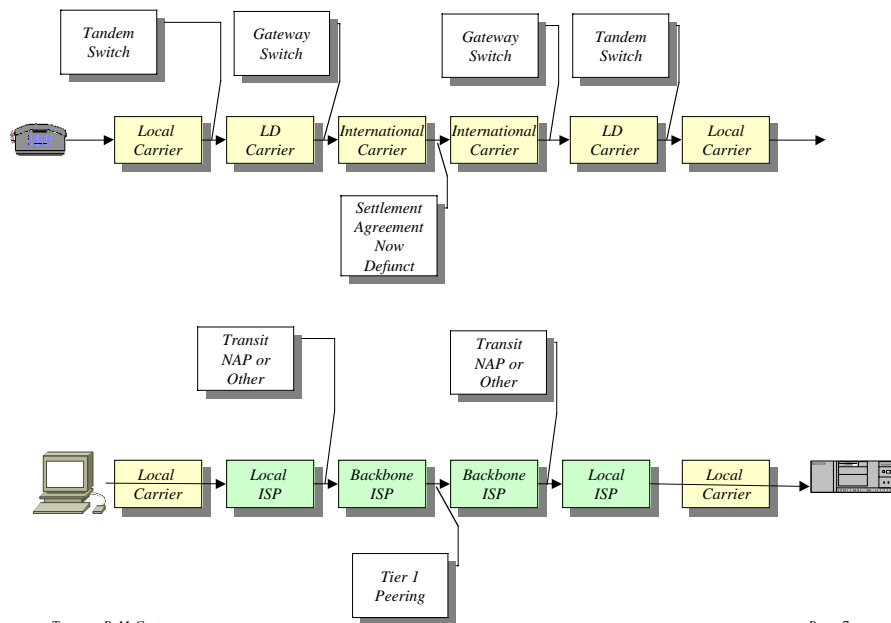 Tandem
Switch
Gateway
Switch
Gateway
Switch
Tandem
Switch
Local
Carrier
LD
Carrier
International
Carrier
International
Carrier
LD
Carrier
Local
Carrier
Settlement
Agreement
Now
Defunct
Transit
NAP or
Other
Transit
NAP or
Other
Local
Carrier
Local
ISP
Backbone
ISP
Backbone
ISP
Local
ISP
Local
Carrier
Tier 1
Peering